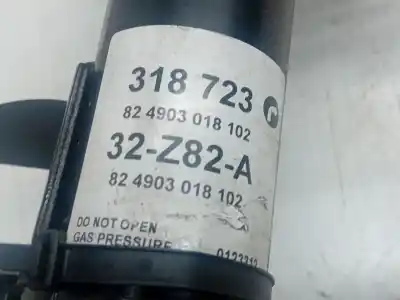 318 723
82 4903 018 102
32-Z82-A
82 4903 018 102
DO NOT OPEN
GAS PRESSURE